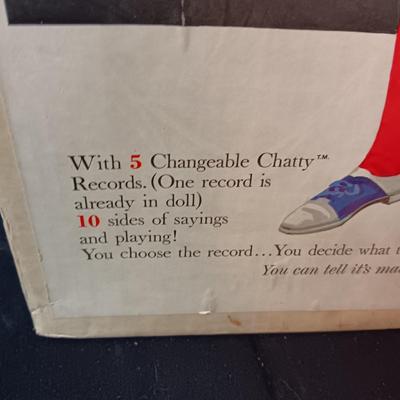 With 5 Changeable Chatty™
Records. (One record is
already in doll)
10 sides of sayings
and playing!
You choose the record...You decide what
You can tell it's